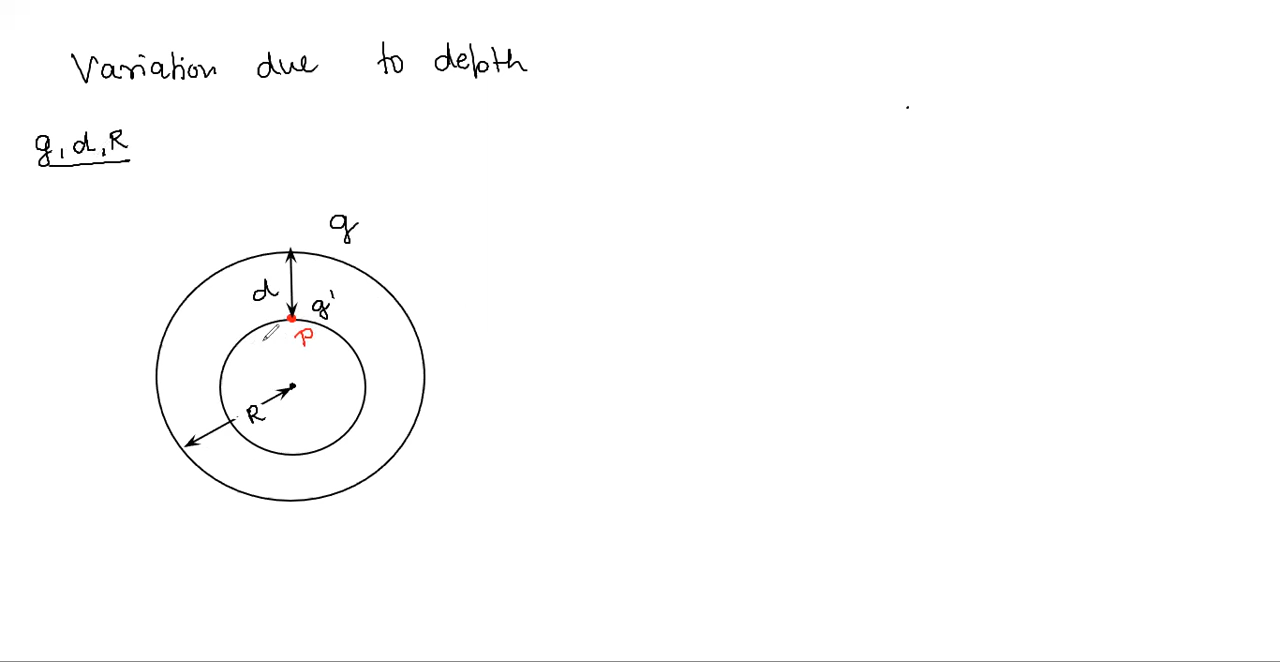 Variation due to depth
g, d, R
g
d
g'
P
R